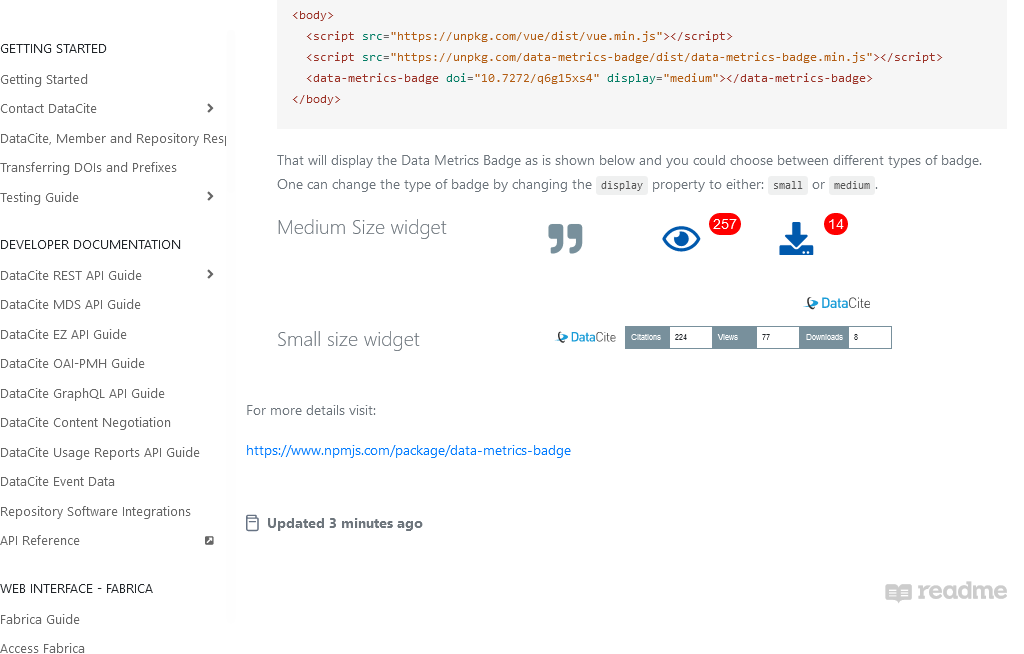 GETTING STARTED
Getting Started
Contact DataCite
DataCite, Member and Repository Resp
Transferring DOIs and Prefixes
Testing Guide
DEVELOPER DOCUMENTATION
DataCite REST API Guide
DataCite MDS API Guide
DataCite EZ API Guide
DataCite OAI-PMH Guide
DataCite GraphQL API Guide
DataCite Content Negotiation
DataCite Usage Reports API Guide
DataCite Event Data
Repository Software Integrations
API Reference
WEB INTERFACE - FABRICA
Fabrica Guide
Access Fabrica
<body>
<script src="https://unpkg.com/vue/dist/vue.min.js"></script>
<script src="https://unpkg.com/data-metrics-badge/dist/data-metrics-badge.min.js"></script>
<data-metrics-badge doi="10.7272/q6g15xs4" display="medium"></data-metrics-badge>
</body>
That will display the Data Metrics Badge as is shown below and you could choose between different types of badge.
One can change the type of badge by changing the display property to either: small or medium.
Medium Size widget 257 14
DataCite
Small size widget DataCite Citations 224 Views 77 Downloads 8
For more details visit:
https://www.npmjs.com/package/data-metrics-badge
Updated 3 minutes ago
readme